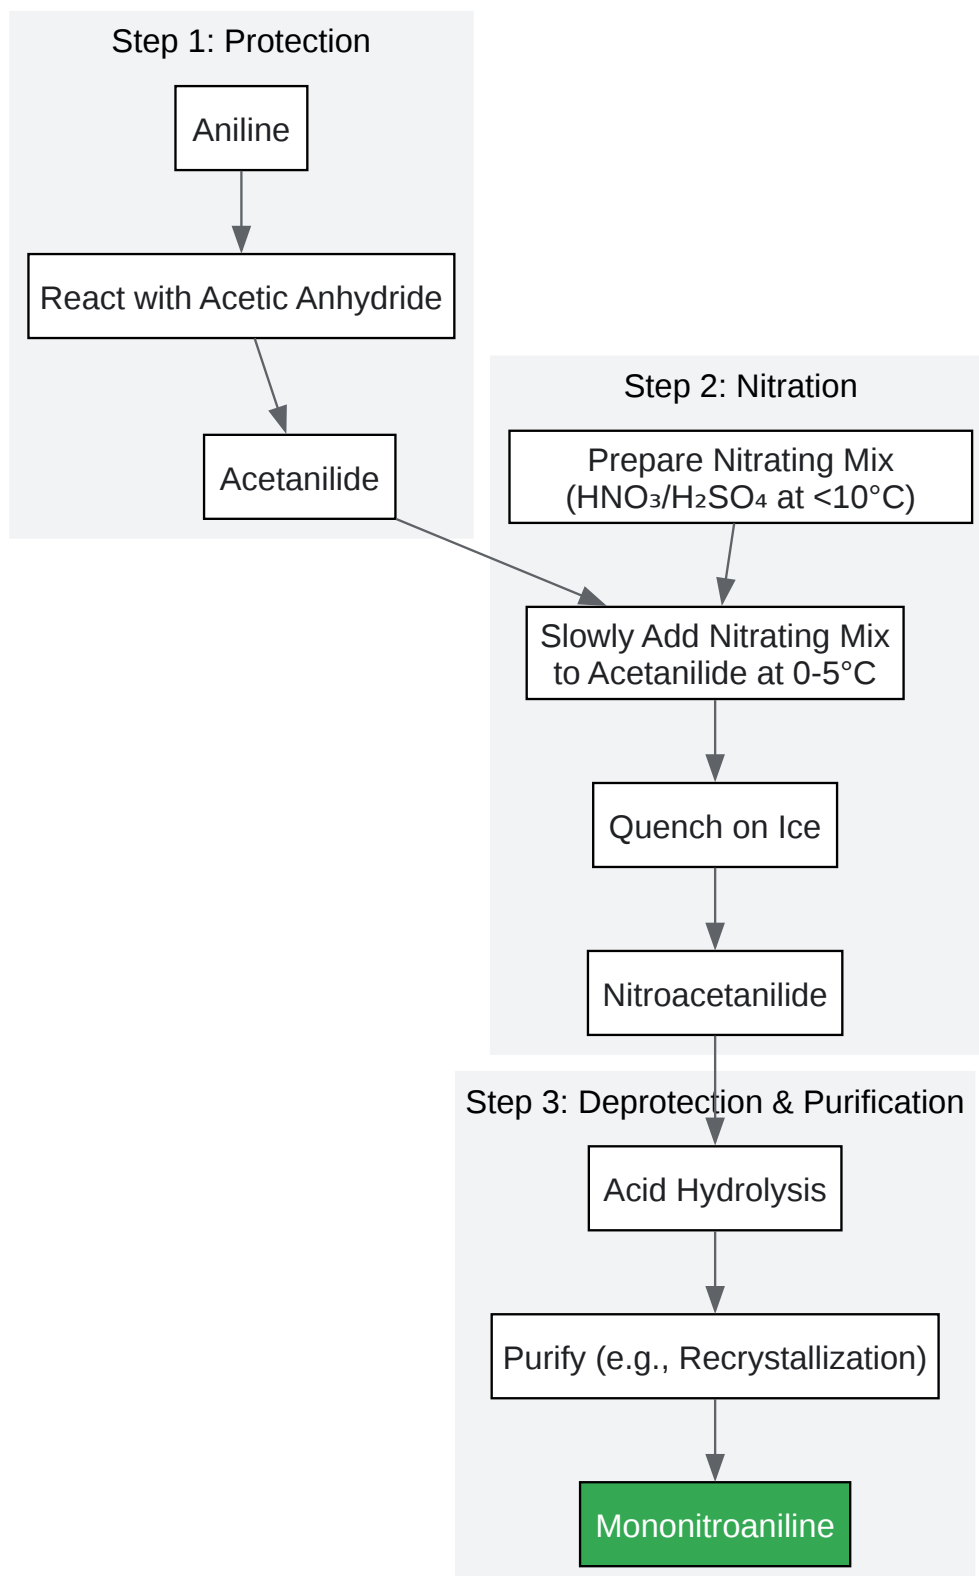 Step 1: Protection
Aniline
React with Acetic Anhydride
Acetanilide
Step 2: Nitration
Prepare Nitrating Mix
(HNO₃/H₂SO₄ at <10°C)
Slowly Add Nitrating Mix
to Acetanilide at 0-5°C
Quench on Ice
Nitroacetanilide
Step 3: Deprotection & Purification
Acid Hydrolysis
Purify (e.g., Recrystallization)
Mononitroaniline